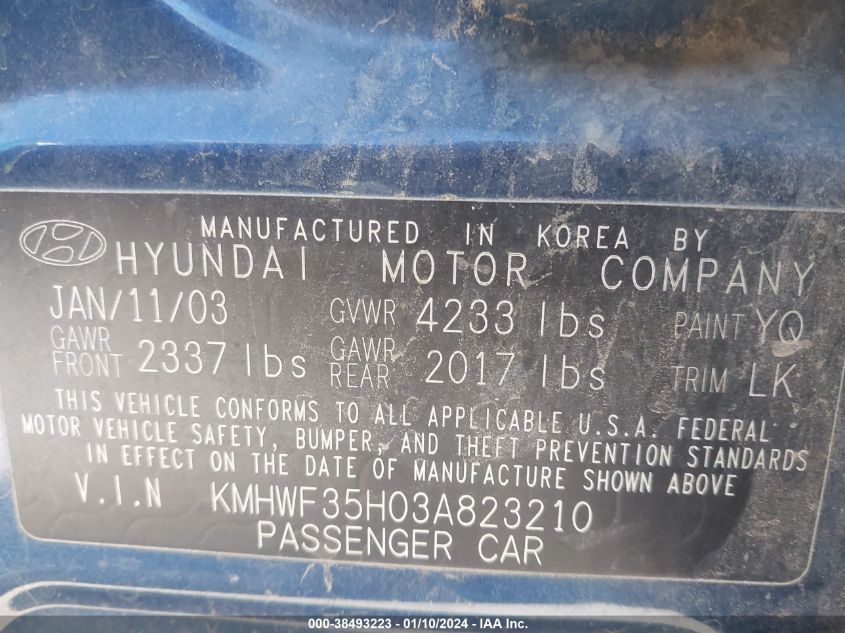 MANUFACTURED IN KOREA BY
HYUNDAI MOTOR COMPANY
JAN/11/03 GVWR 4233 lbs PAINT YQ
GAWR FRONT 2337 lbs GAWR REAR 2017 lbs TRIM LK
THIS VEHICLE CONFORMS TO ALL APPLICABLE U.S.A. FEDERAL
MOTOR VEHICLE SAFETY, BUMPER, AND THEFT PREVENTION STANDARDS
IN EFFECT ON THE DATE OF MANUFACTURE SHOWN ABOVE
V.I.N KMHWF35H03A823210
PASSENGER CAR
000-38493223 - 01/10/2024 - IAA Inc.